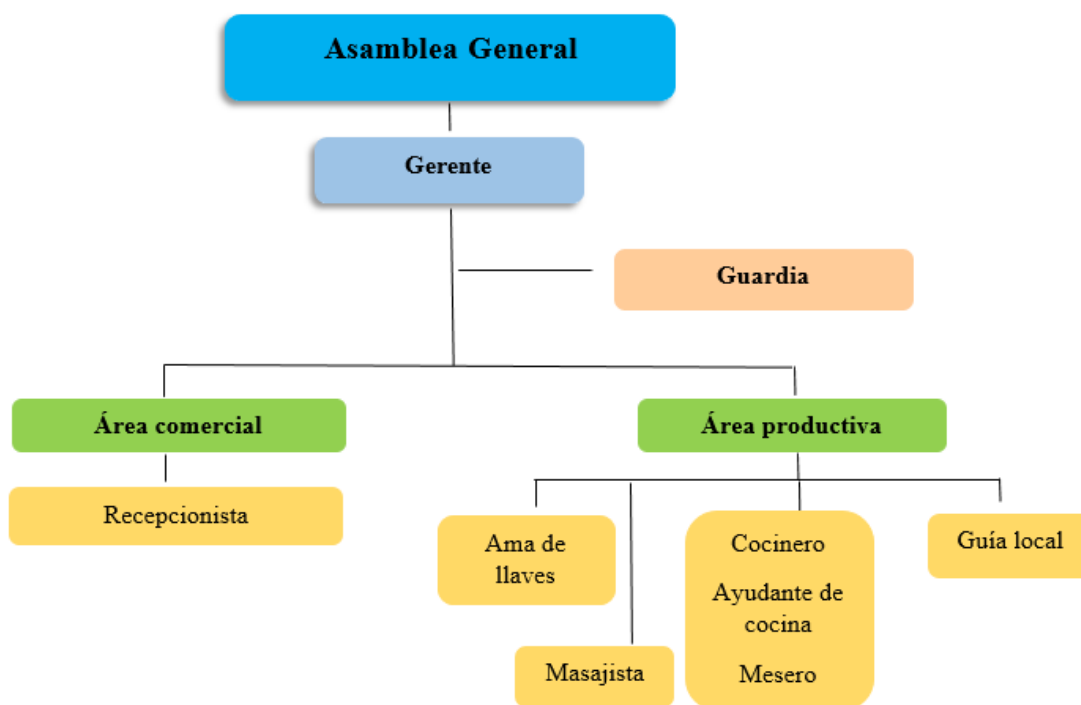 Asamblea General
Gerente
Guardia
Área comercial
Área productiva
Recepcionista
Ama de
llaves
Masajista
Cocinero
Ayudante de
cocina
Mesero
Guía local